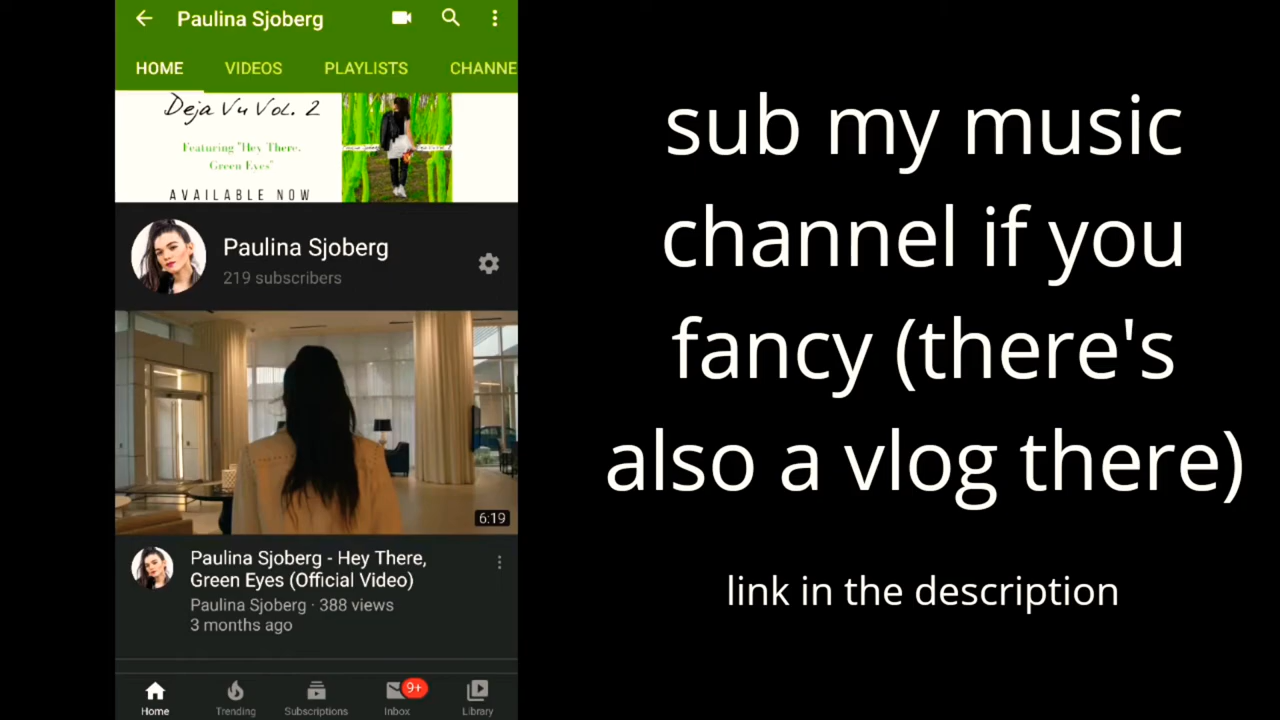 Paulina Sjoberg
HOME VIDEOS PLAYLISTS CHANNE
Deja Vu Vol. 2
Featuring "Hey There,
Green Eyes"
AVAILABLE NOW
Paulina Sjoberg
219 subscribers
6:19
Paulina Sjoberg - Hey There,
Green Eyes (Official Video)
Paulina Sjoberg · 388 views
3 months ago
Home Trending Subscriptions Inbox 9+ Library
sub my music
channel if you
fancy (there's
also a vlog there)
link in the description